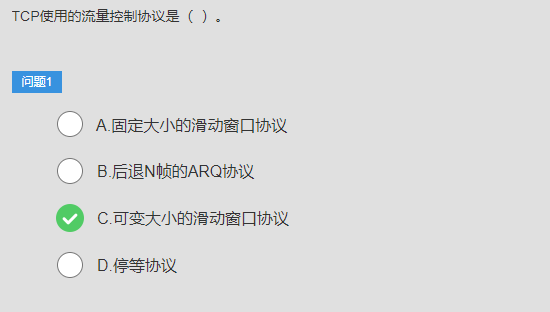 TCP使用的流量控制协议是（ ）。
问题1
A.固定大小的滑动窗口协议
B.后退N帧的ARQ协议
C.可变大小的滑动窗口协议
D.停等协议